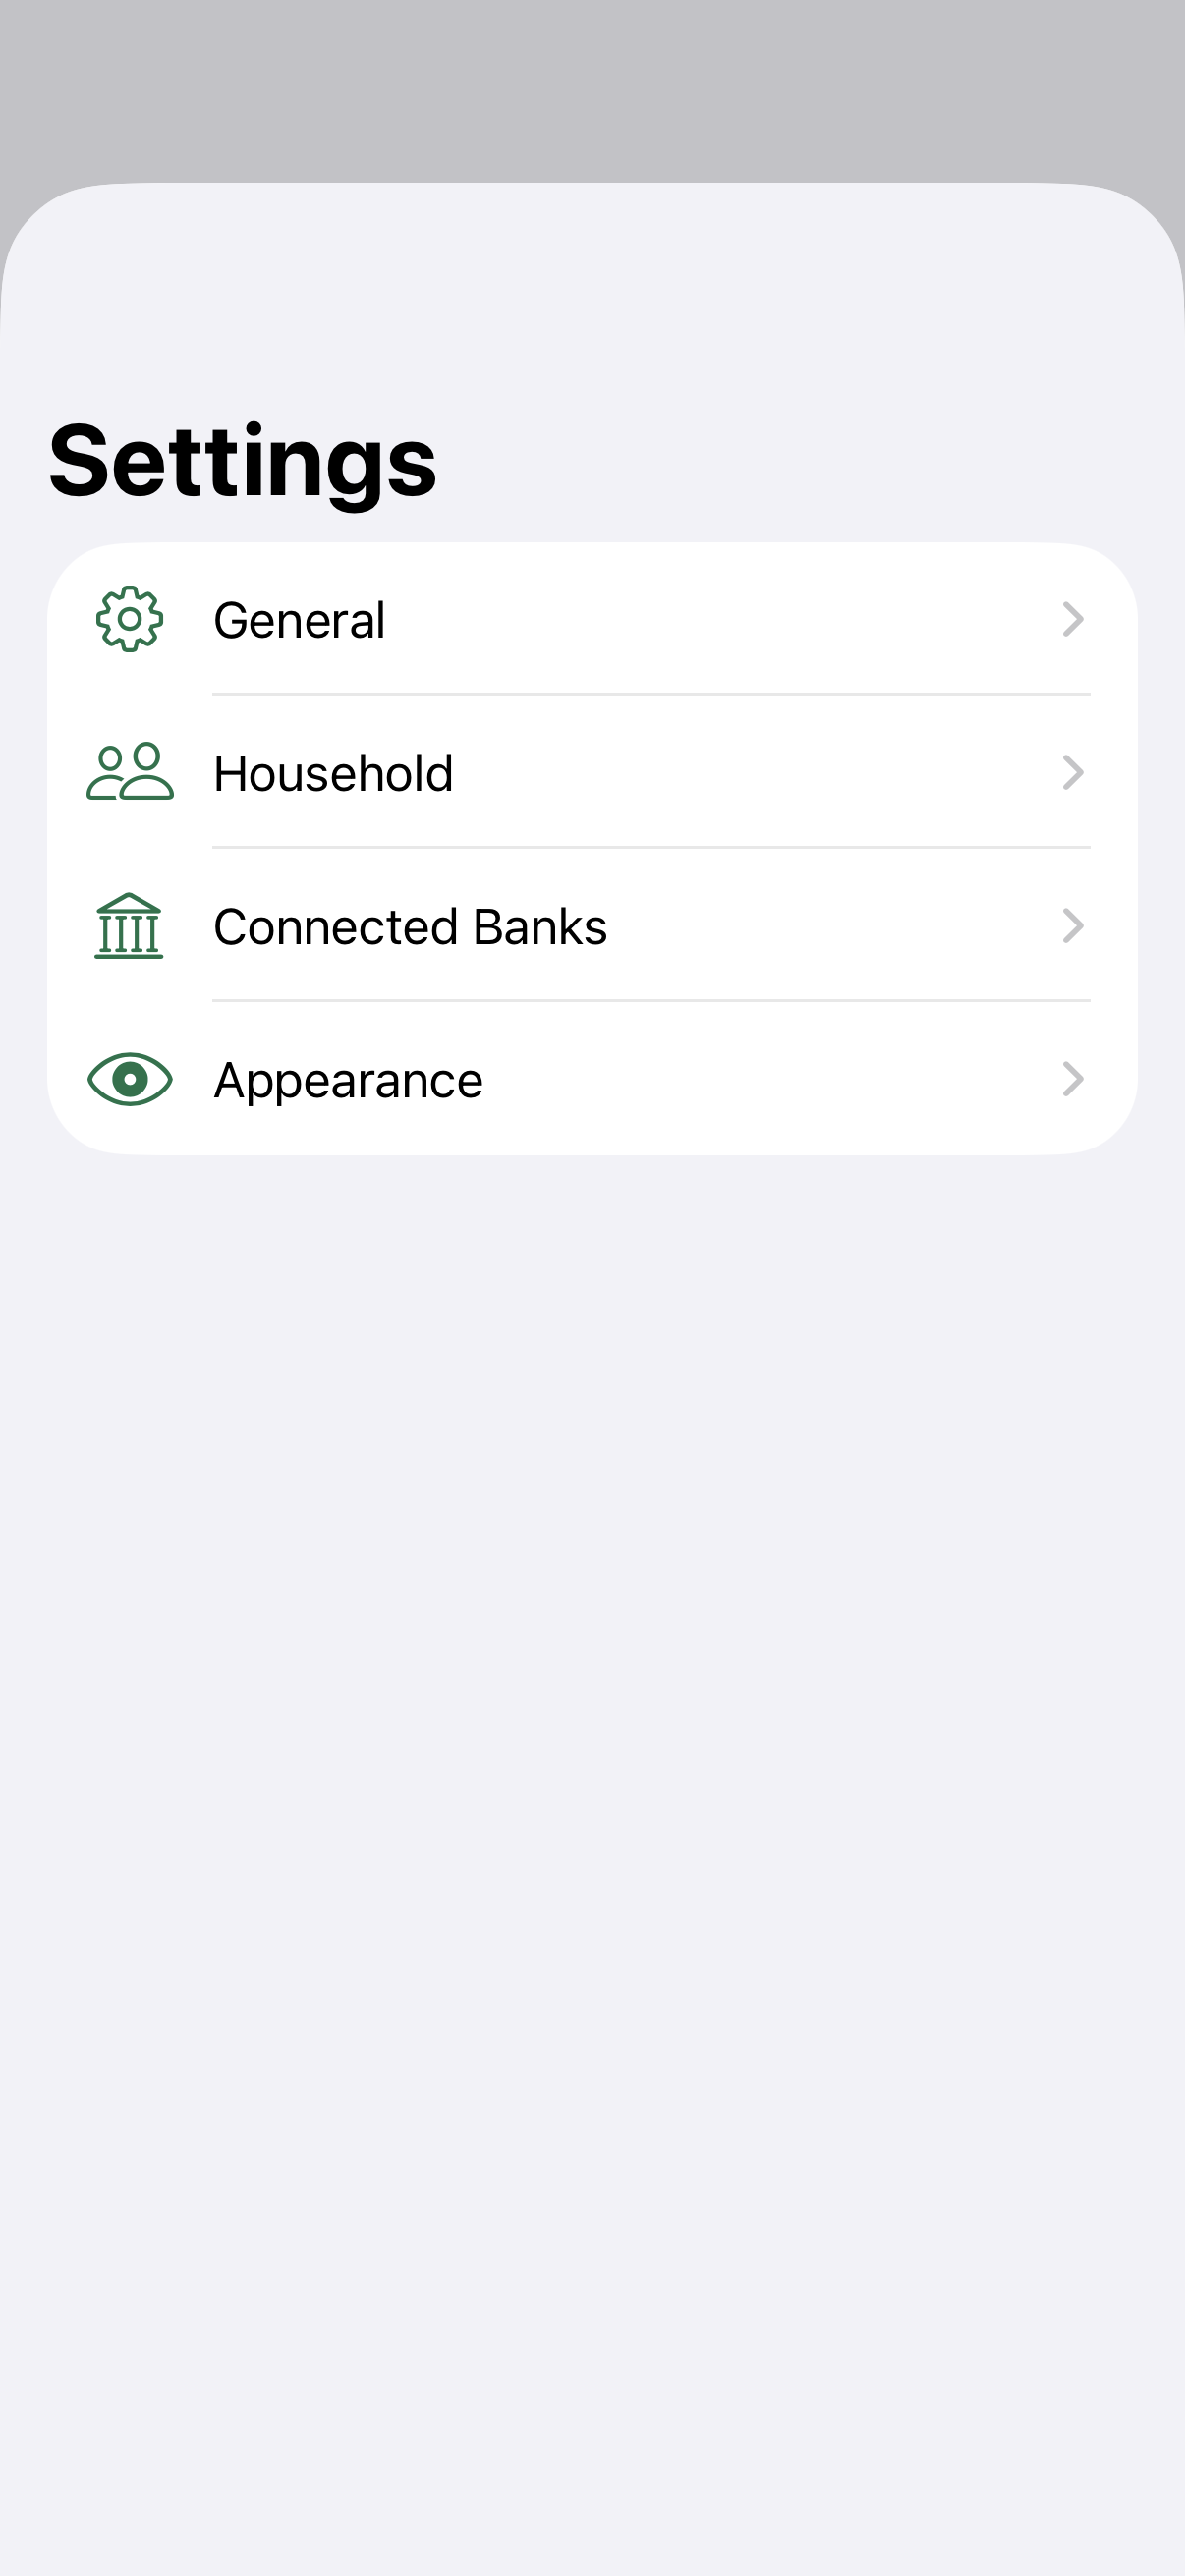 Settings
General
Household
Connected Banks
Appearance